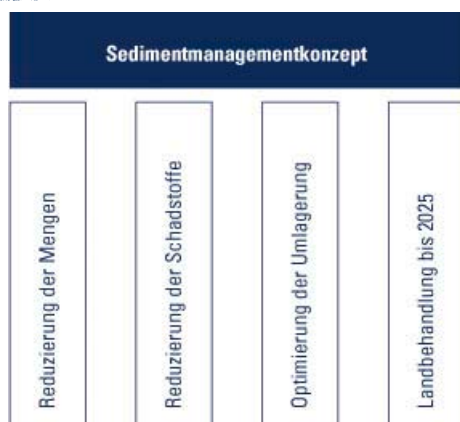 Sedimentmanagementkonzept
Reduzierung der Mengen
Reduzierung der Schadstoffe
Optimierung der Umlagerung
Landbehandlung bis 2025